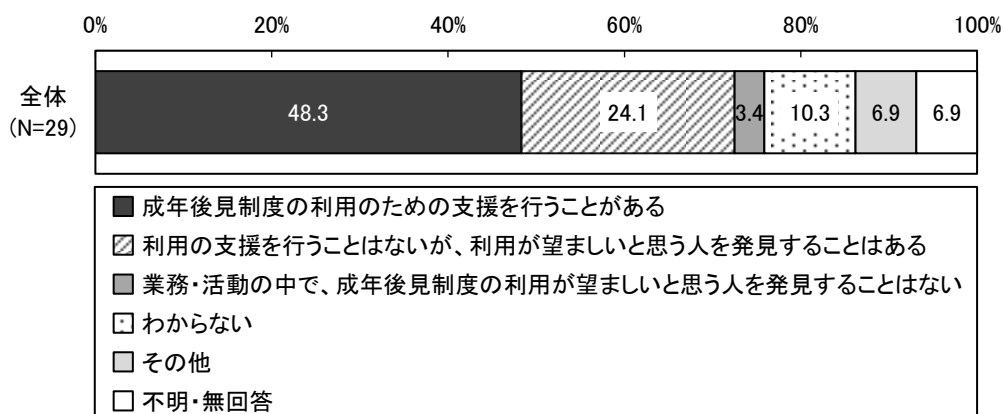 0% 20% 40% 60% 80% 100%
全体
(N=29)
48.3 24.1 3.4 10.3 6.9 6.9
成年後見制度の利用のための支援を行うことがある
利用の支援を行うことはないが、利用が望ましいと思う人を発見することはある
業務・活動の中で、成年後見制度の利用が望ましいと思う人を発見することはない
わからない
その他
不明・無回答